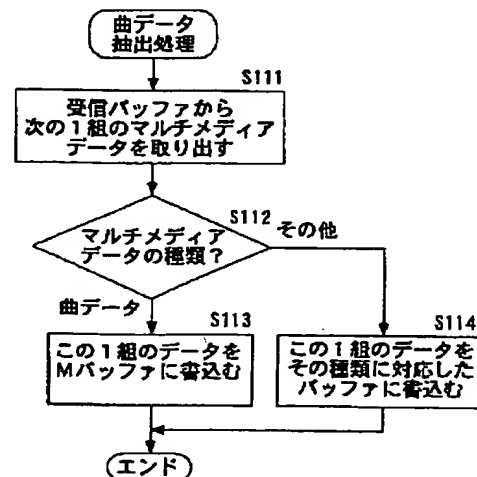 曲データ
抽出処理
S111
受信バッファから
次の1組のマルチメディア
データを取り出す
S112
マルチメディア
データの種類?
その他
曲データ
S113
この1組のデータを
Mバッファに書込む
S114
この1組のデータを
その種類に対応した
バッファに書込む
エンド